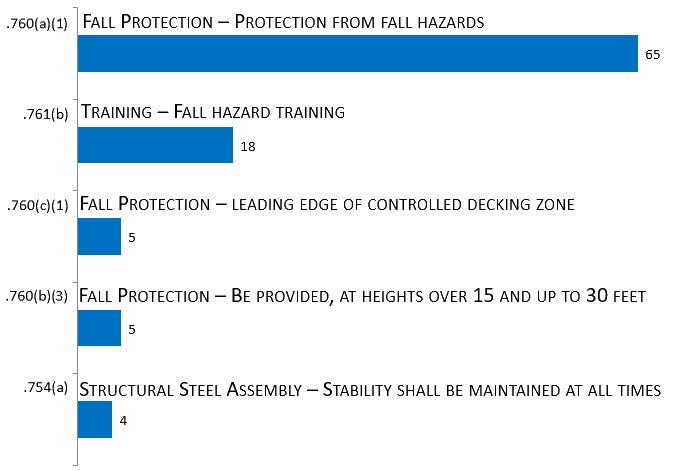 .760(a)(1) Fall Protection – Protection from fall hazards
65
.761(b) Training – Fall hazard training
18
.760(c)(1) Fall Protection – leading edge of controlled decking zone
5
.760(b)(3) Fall Protection – Be provided, at heights over 15 and up to 30 feet
5
.754(a) Structural Steel Assembly – Stability shall be maintained at all times
4